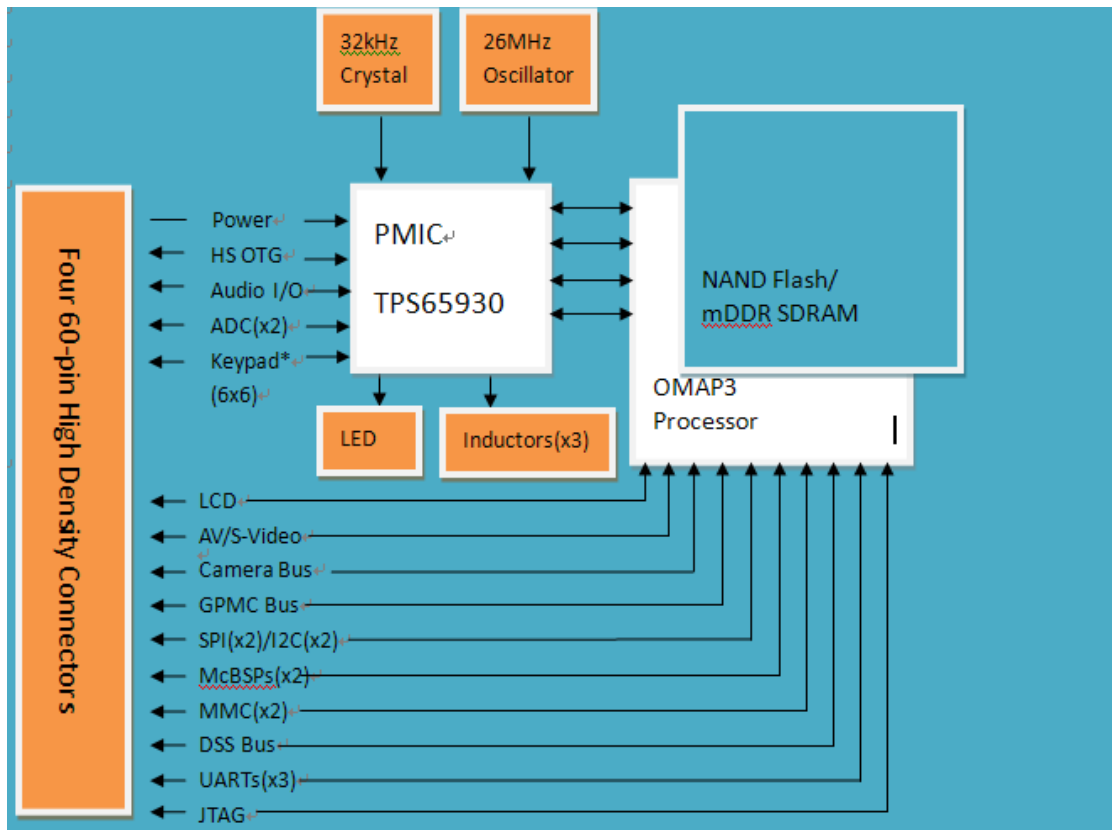 32kHz
Crystal
26MHz
Oscillator
Four 60-pin High Density Connectors
Power
HS OTG
Audio I/O
ADC(x2)
Keypad*
(6x6)
PMIC
TPS65930
NAND Flash/
mDDR SDRAM
OMAP3
Processor
LED
Inductors(x3)
LCD
AV/S-Video
Camera Bus
GPMC Bus
SPI(x2)/I2C(x2)
McBSPs(x2)
MMC(x2)
DSS Bus
UARTs(x3)
JTAG